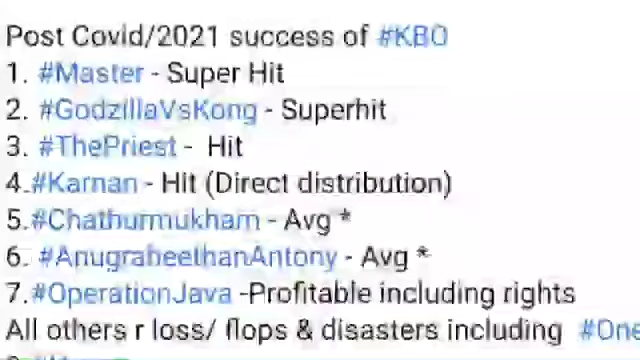 Post Covid/2021 success of #KBO
1. #Master - Super Hit
2. #GodzillaVsKong - Superhit
3. #ThePriest - Hit
4.#Karnan - Hit (Direct distribution)
5.#Chathurmukham - Avg *
6. #AnugraheethanAntony - Avg *
7.#OperationJava -Profitable including rights
All others r loss/ flops & disasters including #One